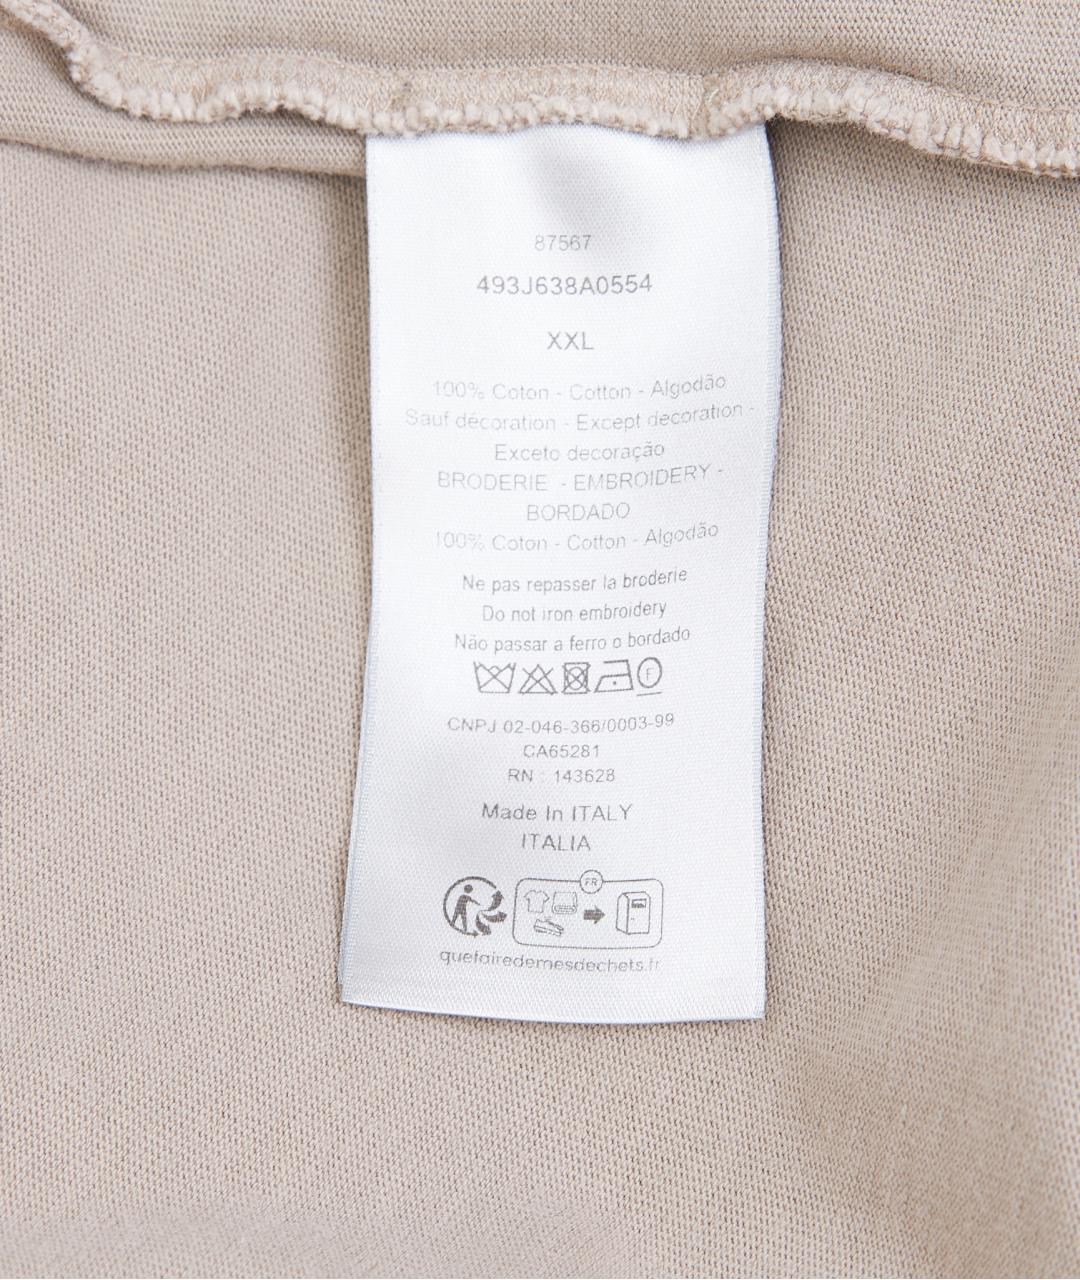 87567
493J638A0554
XXL
100% Coton - Cotton - Algodão
Sauf décoration - Except decoration -
Exceto decoração
BRODERIE - EMBROIDERY -
BORDADO
100% Coton - Cotton - Algodão
Ne pas repasser la broderie
Do not iron embroidery
Não passar a ferro o bordado
F
CNPJ 02-046-366/0003-99
CA65281
RN : 143628
Made In ITALY
ITALIA
FR
quefairedemesdechets.fr